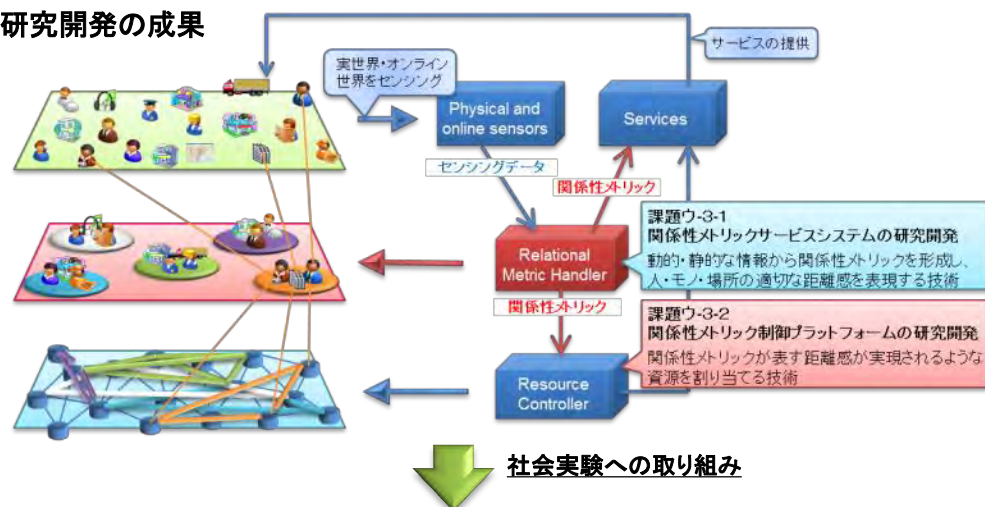 研究開発の成果
サービスの提供
実世界・オンライン
世界をセンシング
Physical and
online sensors
Services
センシングデータ
関係性メトリック
課題ウ-3-1
関係性メトリックサービスシステムの研究開発
動的・静的な情報から関係性メトリックを形成し、
人・モノ・場所の適切な距離感を表現する技術
Relational
Metric Handler
関係性メトリック
課題ウ-3-2
関係性メトリック制御プラットフォームの研究開発
関係性メトリックが表す距離感が実現されるような
資源を割り当てる技術
Resource
Controller
社会実験への取り組み